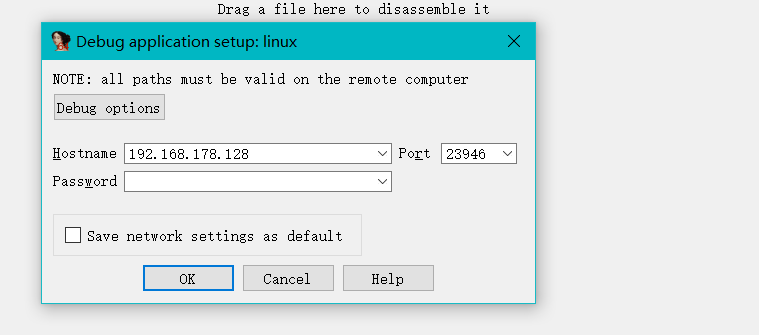 Drag a file here to disassemble it
Debug application setup: linux
NOTE: all paths must be valid on the remote computer
Debug options
Hostname 192.168.178.128 Port 23946
Password
Save network settings as default
OK Cancel Help